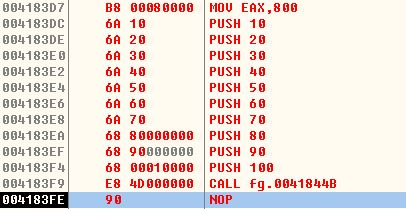 004183D7 B8 00080000 MOV EAX,800
004183DC 6A 10 PUSH 10
004183DE 6A 20 PUSH 20
004183E0 6A 30 PUSH 30
004183E2 6A 40 PUSH 40
004183E4 6A 50 PUSH 50
004183E6 6A 60 PUSH 60
004183E8 6A 70 PUSH 70
004183EA 68 80000000 PUSH 80
004183EF 68 90000000 PUSH 90
004183F4 68 00010000 PUSH 100
004183F9 E8 4D000000 CALL fg.0041844B
004183FE 90 NOP